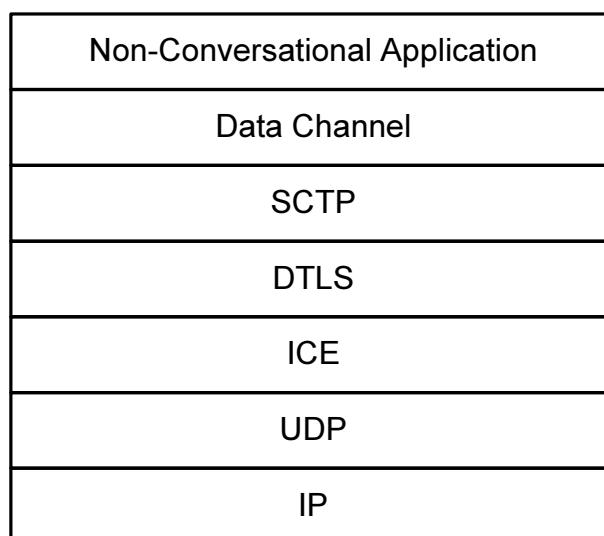 Non-Conversational Application
Data Channel
SCTP
DTLS
ICE
UDP
IP